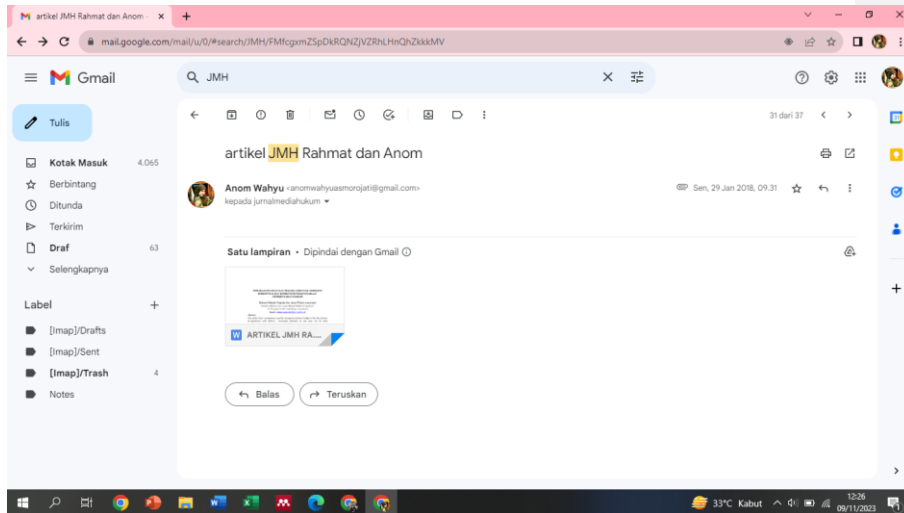 artikel JMH Rahmat dan Anom -
mail.google.com/mail/u/0/#search/JMH/FMfcgxmZSpDkRQNZjVZRhLHnQhZkkkMV
Gmail
JMH
Tulis
31 dari 37
Kotak Masuk 4.065
Berbintang
Ditunda
Terkirim
Draf 63
Selengkapnya
Label
[Imap]/Drafts
[Imap]/Sent
[Imap]/Trash 4
Notes
artikel JMH Rahmat dan Anom
Anom Wahyu <anomwahyuasmorojati@gmail.com>
Sen, 29 Jan 2018, 09.31
kepada jurnalmediahukum
Satu lampiran • Dipindai dengan Gmail
W ARTIKEL JMH RA...
Balas
Teruskan
33°C Kabut
12:26
09/11/2023